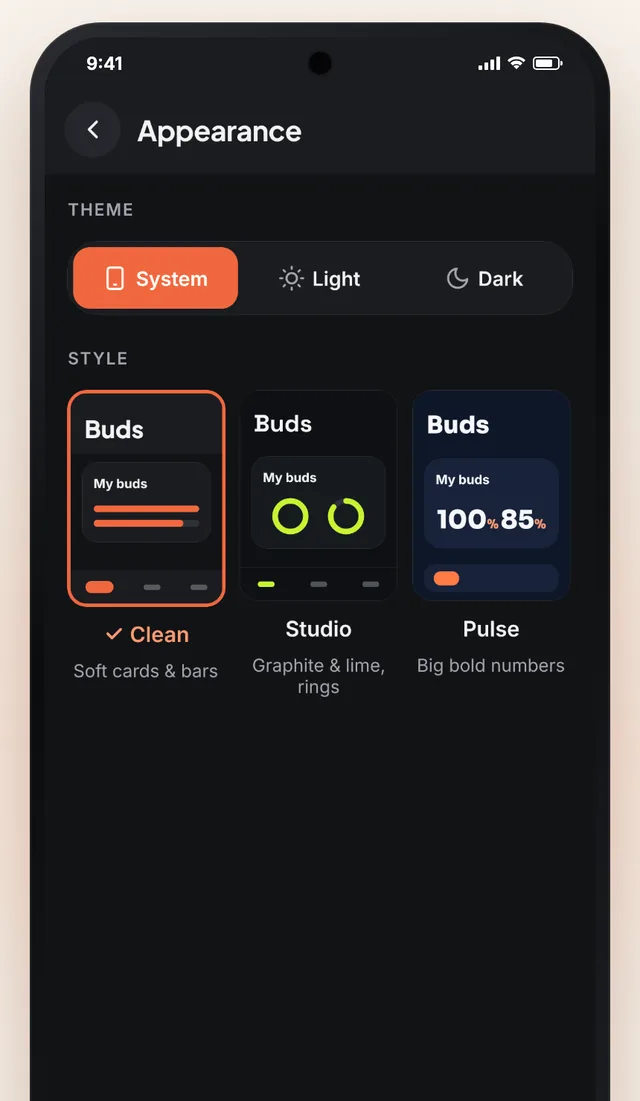 9:41
Appearance
THEME
System
Light
Dark
STYLE
Buds
My buds
Clean
Soft cards & bars
Buds
My buds
Studio
Graphite & lime,
rings
Buds
My buds
100% 85%
Pulse
Big bold numbers